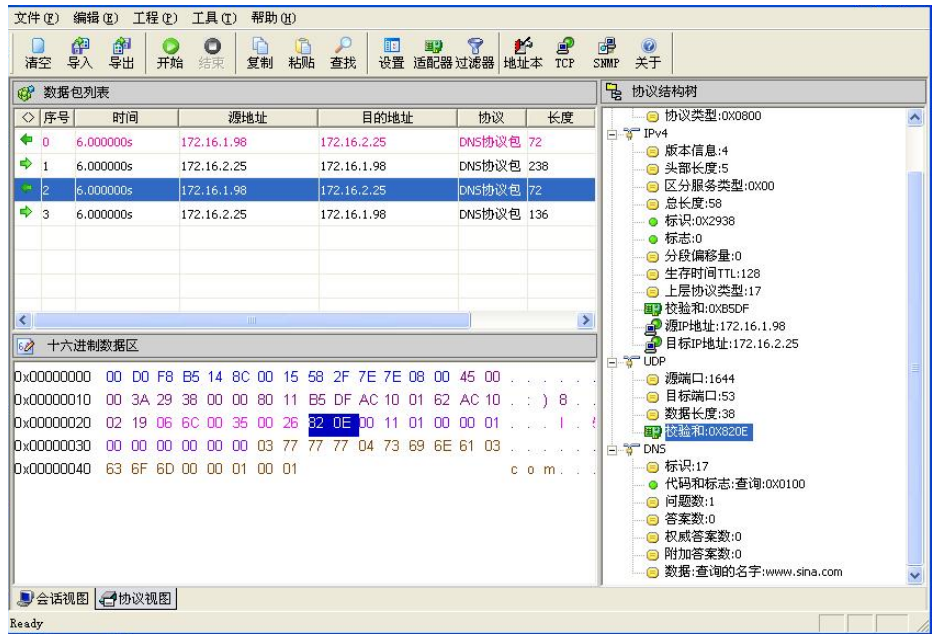 文件(F) 编辑(E) 工程(P) 工具(T) 帮助(H)
清空 导入 导出 开始 结束 复制 粘贴 查找 设置 适配器 过滤器 地址本 TCP SNMP 关于
数据包列表
序号 时间 源地址 目的地址 协议 长度
0 6.000000s 172.16.1.98 172.16.2.25 DNS协议包 72
1 6.000000s 172.16.2.25 172.16.1.98 DNS协议包 238
2 6.000000s 172.16.1.98 172.16.2.25 DNS协议包 72
3 6.000000s 172.16.2.25 172.16.1.98 DNS协议包 136
十六进制数据区
0x00000000 00 D0 F8 B5 14 8C 00 15 58 2F 7E 7E 08 00 45 00 . . . . . .
0x00000010 00 3A 29 38 00 00 80 11 B5 DF AC 10 01 62 AC 10 . : ) 8 . .
0x00000020 02 19 06 6C 00 35 00 26 82 0E 00 11 01 00 00 01 . . . l .
0x00000030 00 00 00 00 00 00 03 77 77 77 04 73 69 6E 61 03 . . . . . .
0x00000040 63 6F 6D 00 00 01 00 01 c o m . . .
会话视图 协议视图
Ready
协议结构树
协议类型:0X0800
IPv4
版本信息:4
头部长度:5
区分服务类型:0X00
总长度:58
标识:0X2938
标志:0
分段偏移量:0
生存时间TTL:128
上层协议类型:17
校验和:0XB5DF
源IP地址:172.16.1.98
目标IP地址:172.16.2.25
UDP
源端口:1644
目标端口:53
数据长度:38
校验和:0X820E
DNS
标识:17
代码和标志:查询:0X0100
问题数:1
答案数:0
权威答案数:0
附加答案数:0
数据:查询的名字:www.sina.com